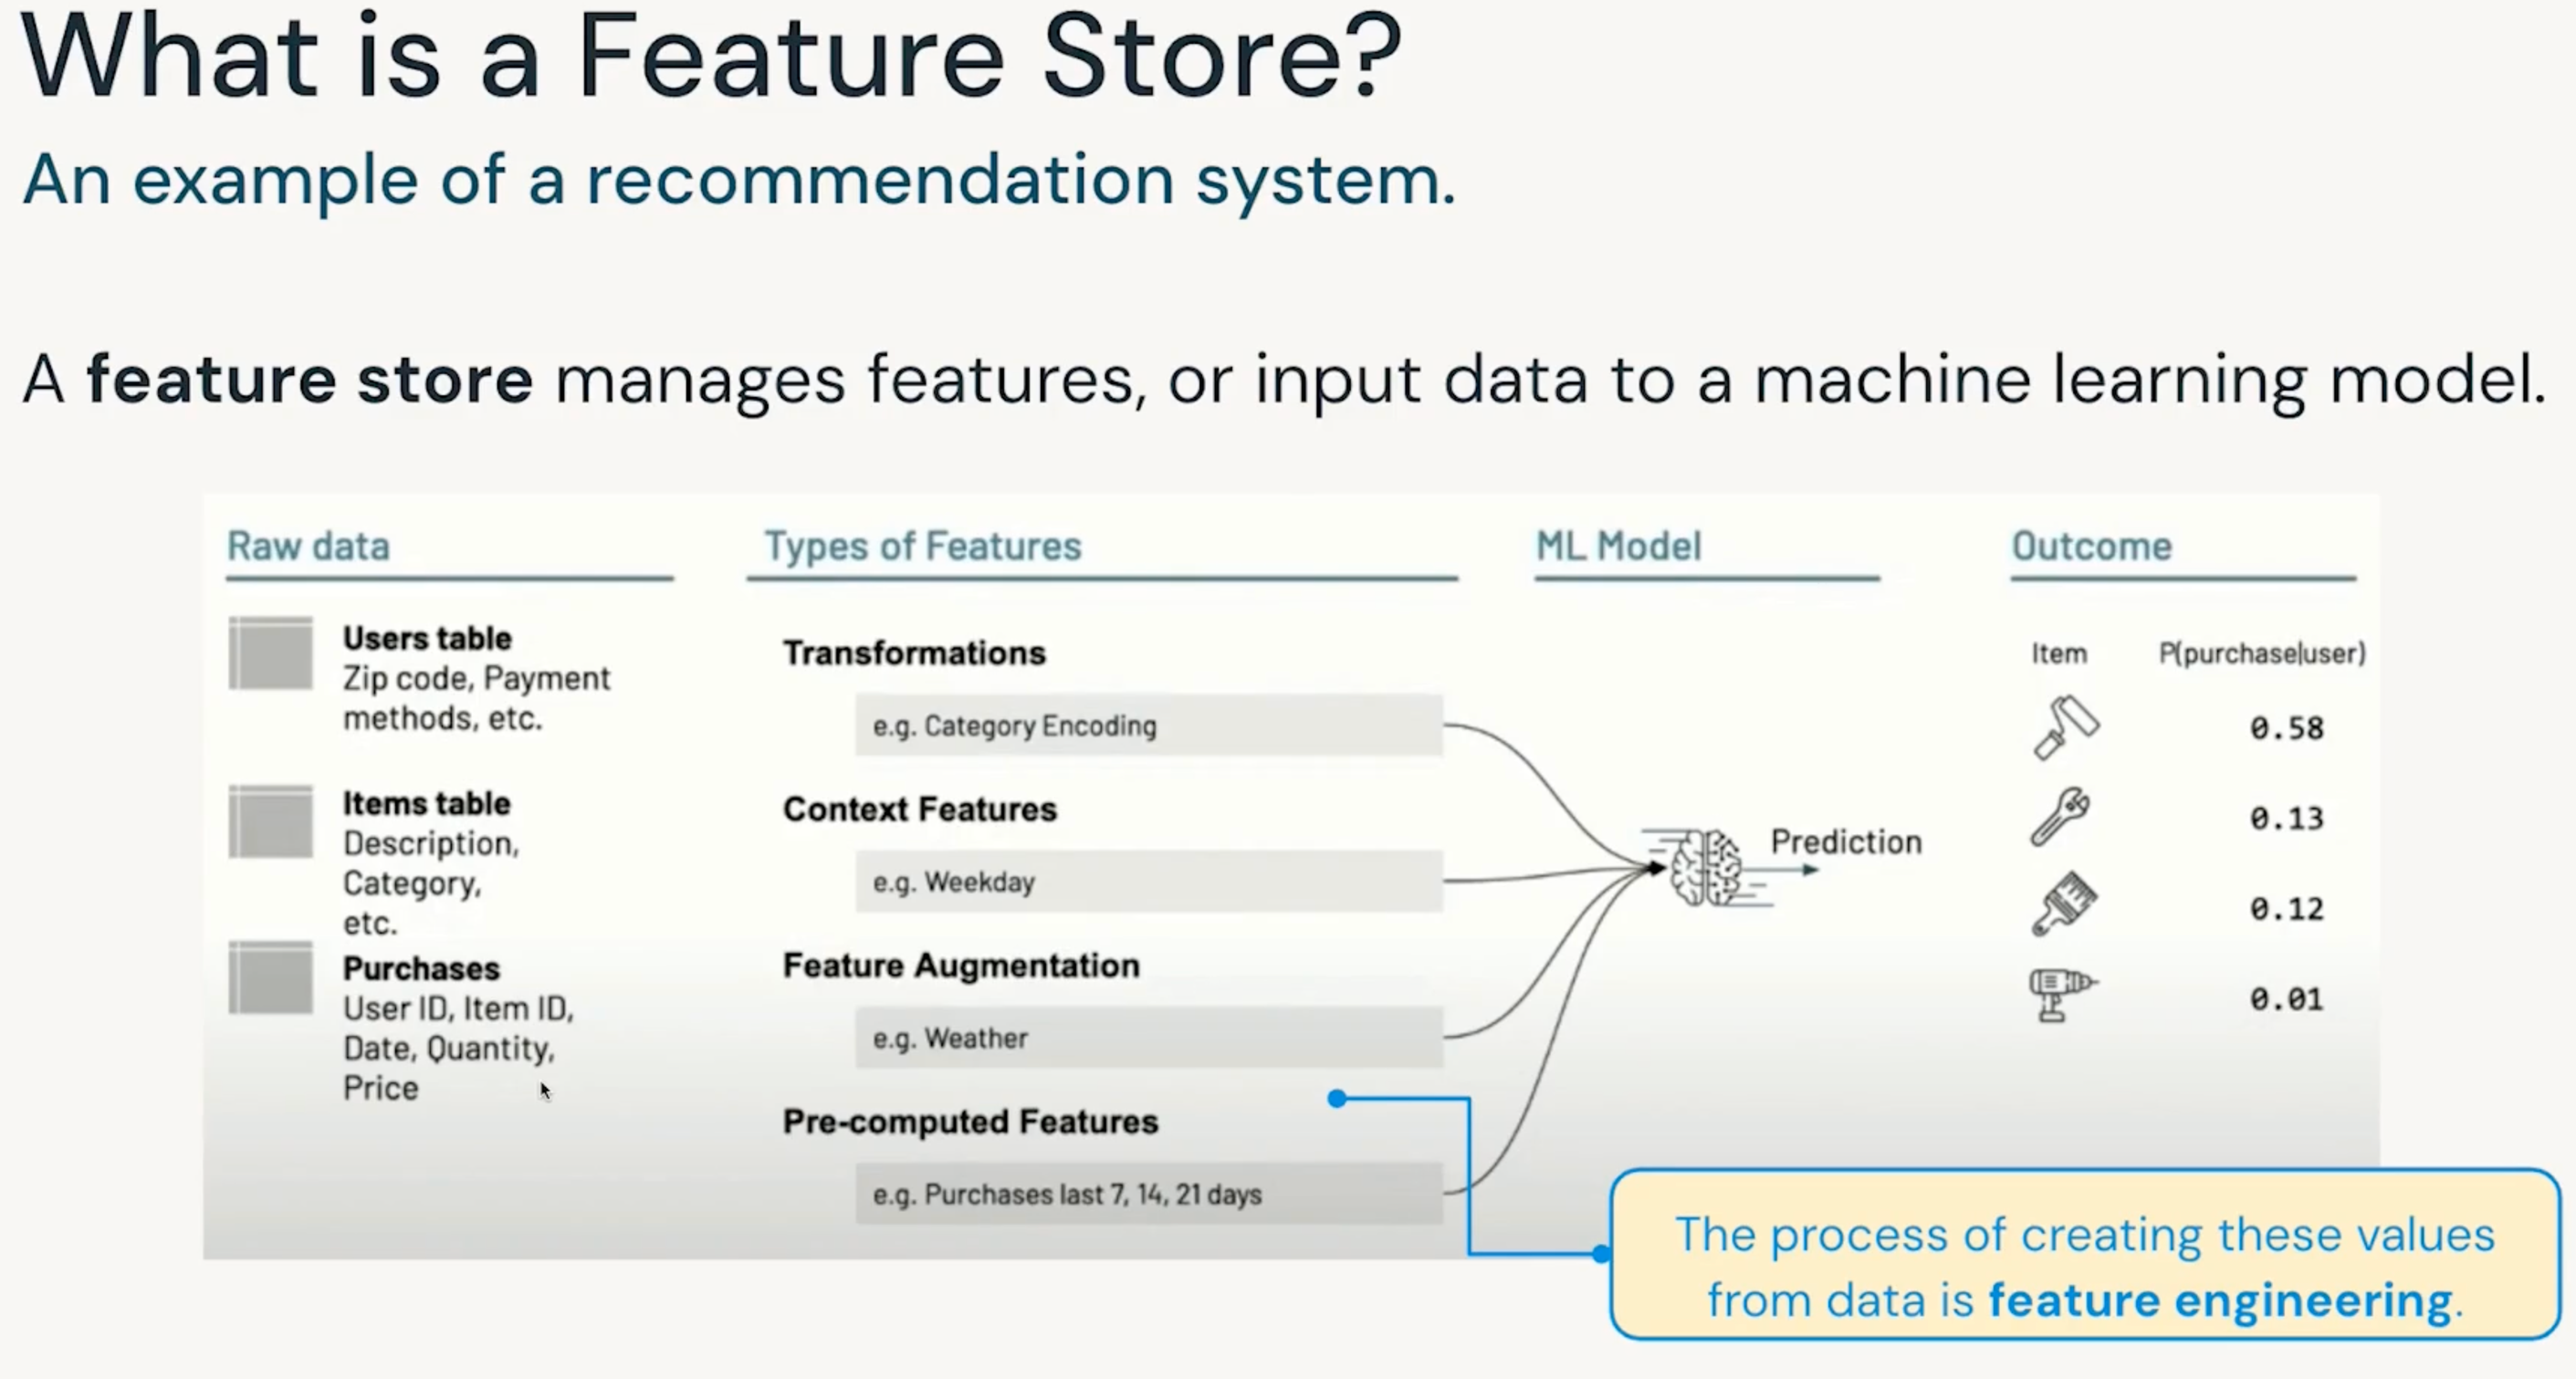 What is a Feature Store?
An example of a recommendation system.
A feature store manages features, or input data to a machine learning model.
Raw data
Users table
Zip code, Payment
methods, etc.
Items table
Description,
Category,
etc.
Purchases
User ID, Item ID,
Date, Quantity,
Price
Types of Features
Transformations
e.g. Category Encoding
Context Features
e.g. Weekday
Feature Augmentation
e.g. Weather
Pre-computed Features
e.g. Purchases last 7, 14, 21 days
ML Model
Prediction
Outcome
Item P(purchase|user)
0.58
0.13
0.12
0.01
The process of creating these values
from data is feature engineering.